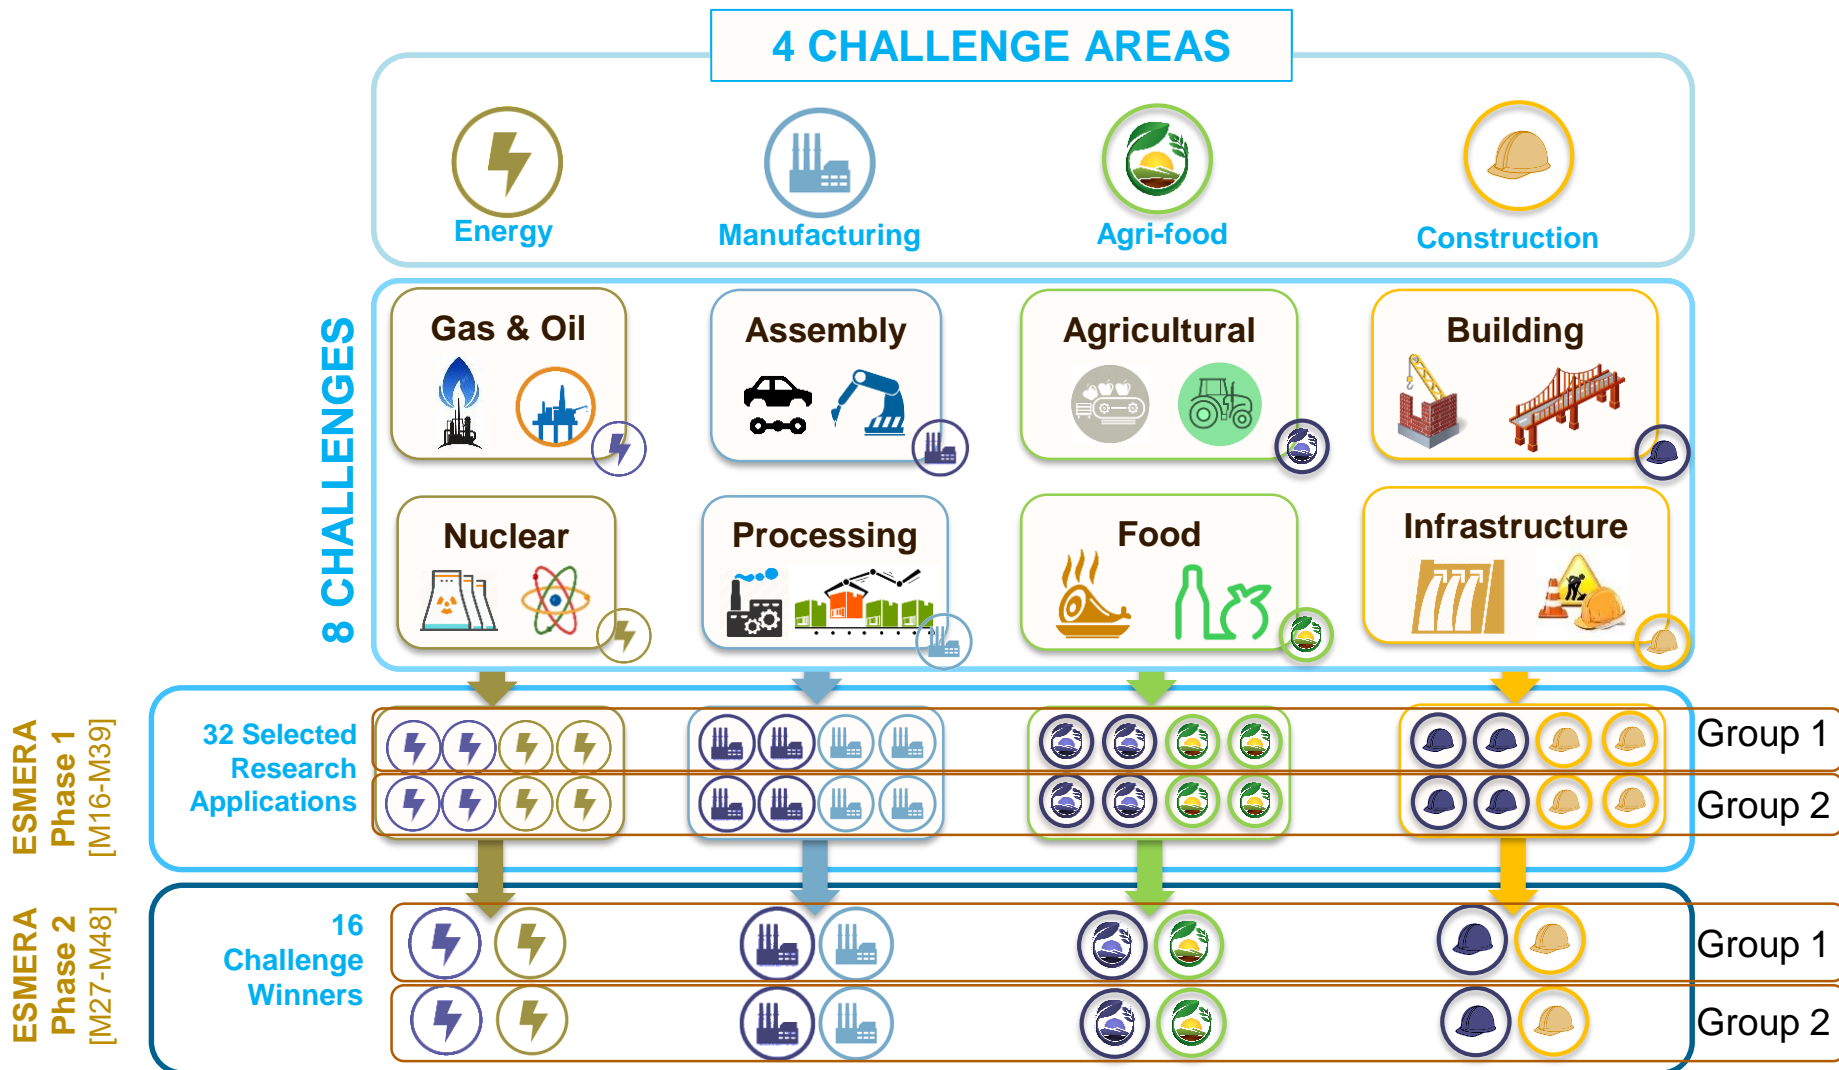 4 CHALLENGE AREAS
Energy
Manufacturing
Agri-food
Construction
8 CHALLENGES
Gas & Oil
Assembly
Agricultural
Building
Nuclear
Processing
Food
Infrastructure
ESMERA
Phase 1
[M16-M39]
32 Selected
Research
Applications
Group 1
Group 2
ESMERA
Phase 2
[M27-M48]
16
Challenge
Winners
Group 1
Group 2